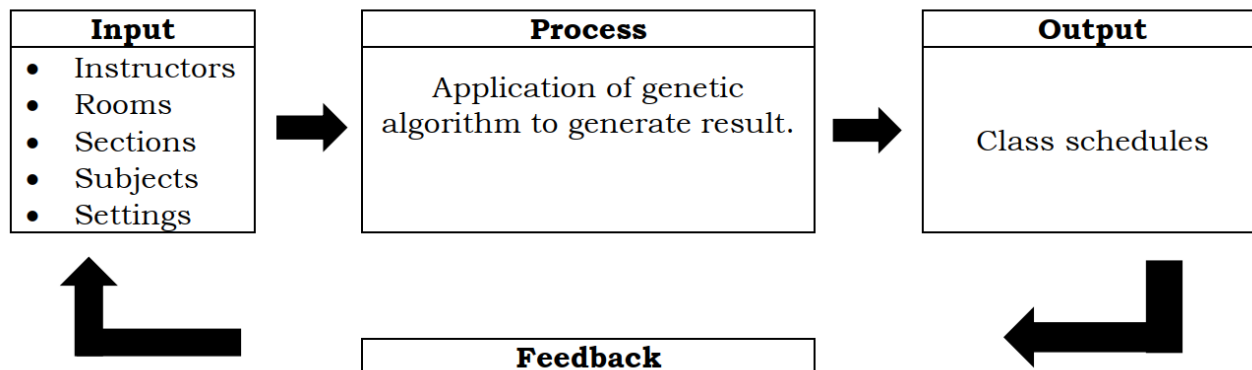 Input
• Instructors
• Rooms
• Sections
• Subjects
• Settings
Process
Application of genetic
algorithm to generate result.
Output
Class schedules
Feedback